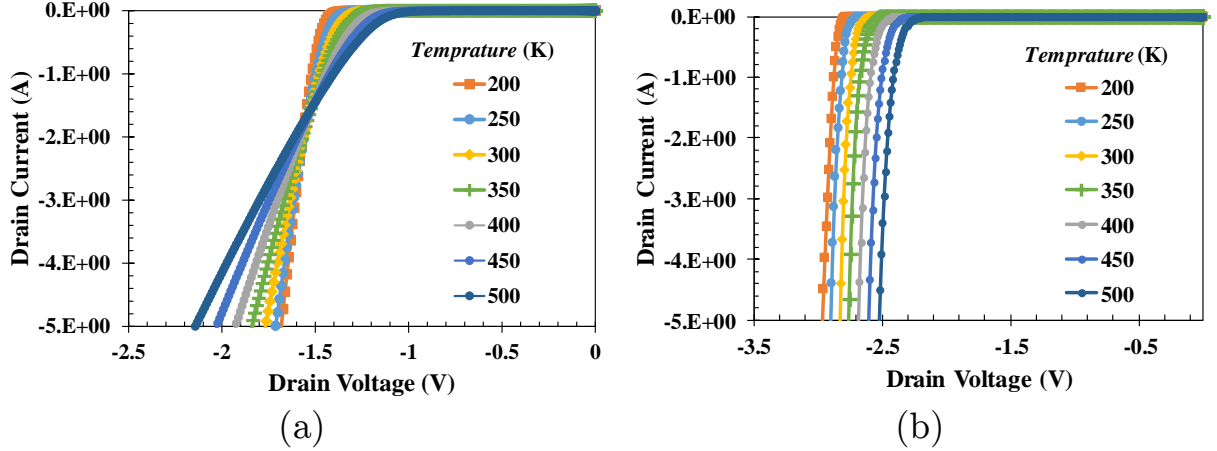 0.E+00
-1.E+00
-2.E+00
-3.E+00
-4.E+00
-5.E+00
Drain Current (A)
-2.5 -2 -1.5 -1 -0.5 0
Drain Voltage (V)
Temprature (K)
200
250
300
350
400
450
500
(a)
0.E+00
-1.E+00
-2.E+00
-3.E+00
-4.E+00
-5.E+00
Drain Current (A)
-3.5 -2.5 -1.5 -0.5
Drain Voltage (V)
Temprature (K)
200
250
300
350
400
450
500
(b)